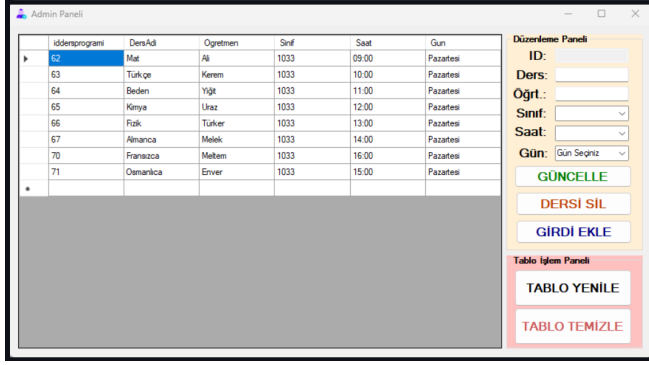 Admin Paneli
iddersprogrami DersAdi Ogretmen Sinif Saat Gun
62 Mat Ali 1033 09:00 Pazartesi
63 Türkçe Kerem 1033 10:00 Pazartesi
64 Beden Yiğit 1033 11:00 Pazartesi
65 Kimya Uraz 1033 12:00 Pazartesi
66 Fizik Türker 1033 13:00 Pazartesi
67 Almanca Melek 1033 14:00 Pazartesi
70 Fransızca Meltem 1033 16:00 Pazartesi
71 Osmanlıca Enver 1033 15:00 Pazartesi
Düzenleme Paneli
ID:
Ders:
Öğrt.:
Sınıf:
Saat:
Gün: Gün Seçiniz
GÜNCELLE
DERSİ SİL
GİRDİ EKLE
Tablo İşlem Paneli
TABLO YENİLE
TABLO TEMİZLE